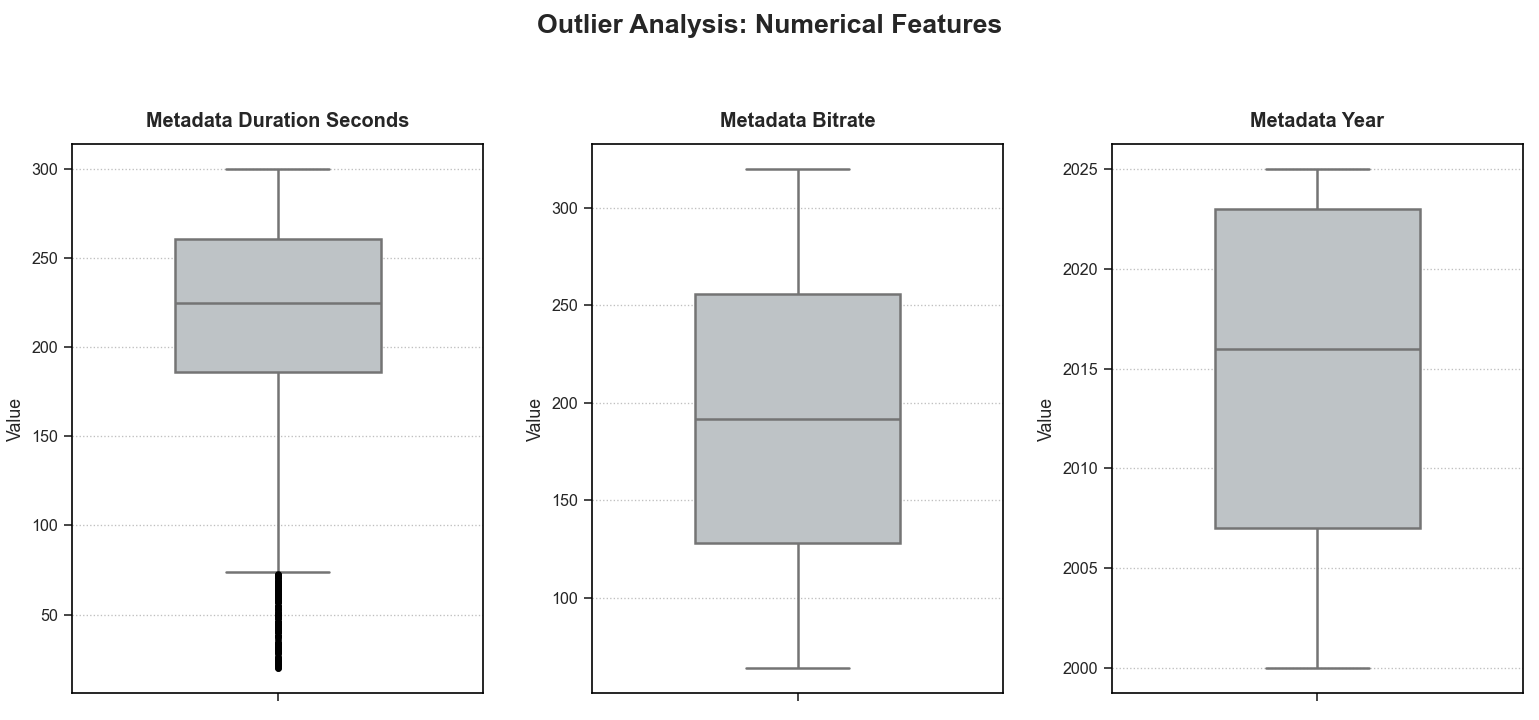 Outlier Analysis: Numerical Features
Metadata Duration Seconds
Value
300
250
200
150
100
50
Metadata Bitrate
Value
300
250
200
150
100
Metadata Year
Value
2025
2020
2015
2010
2005
2000